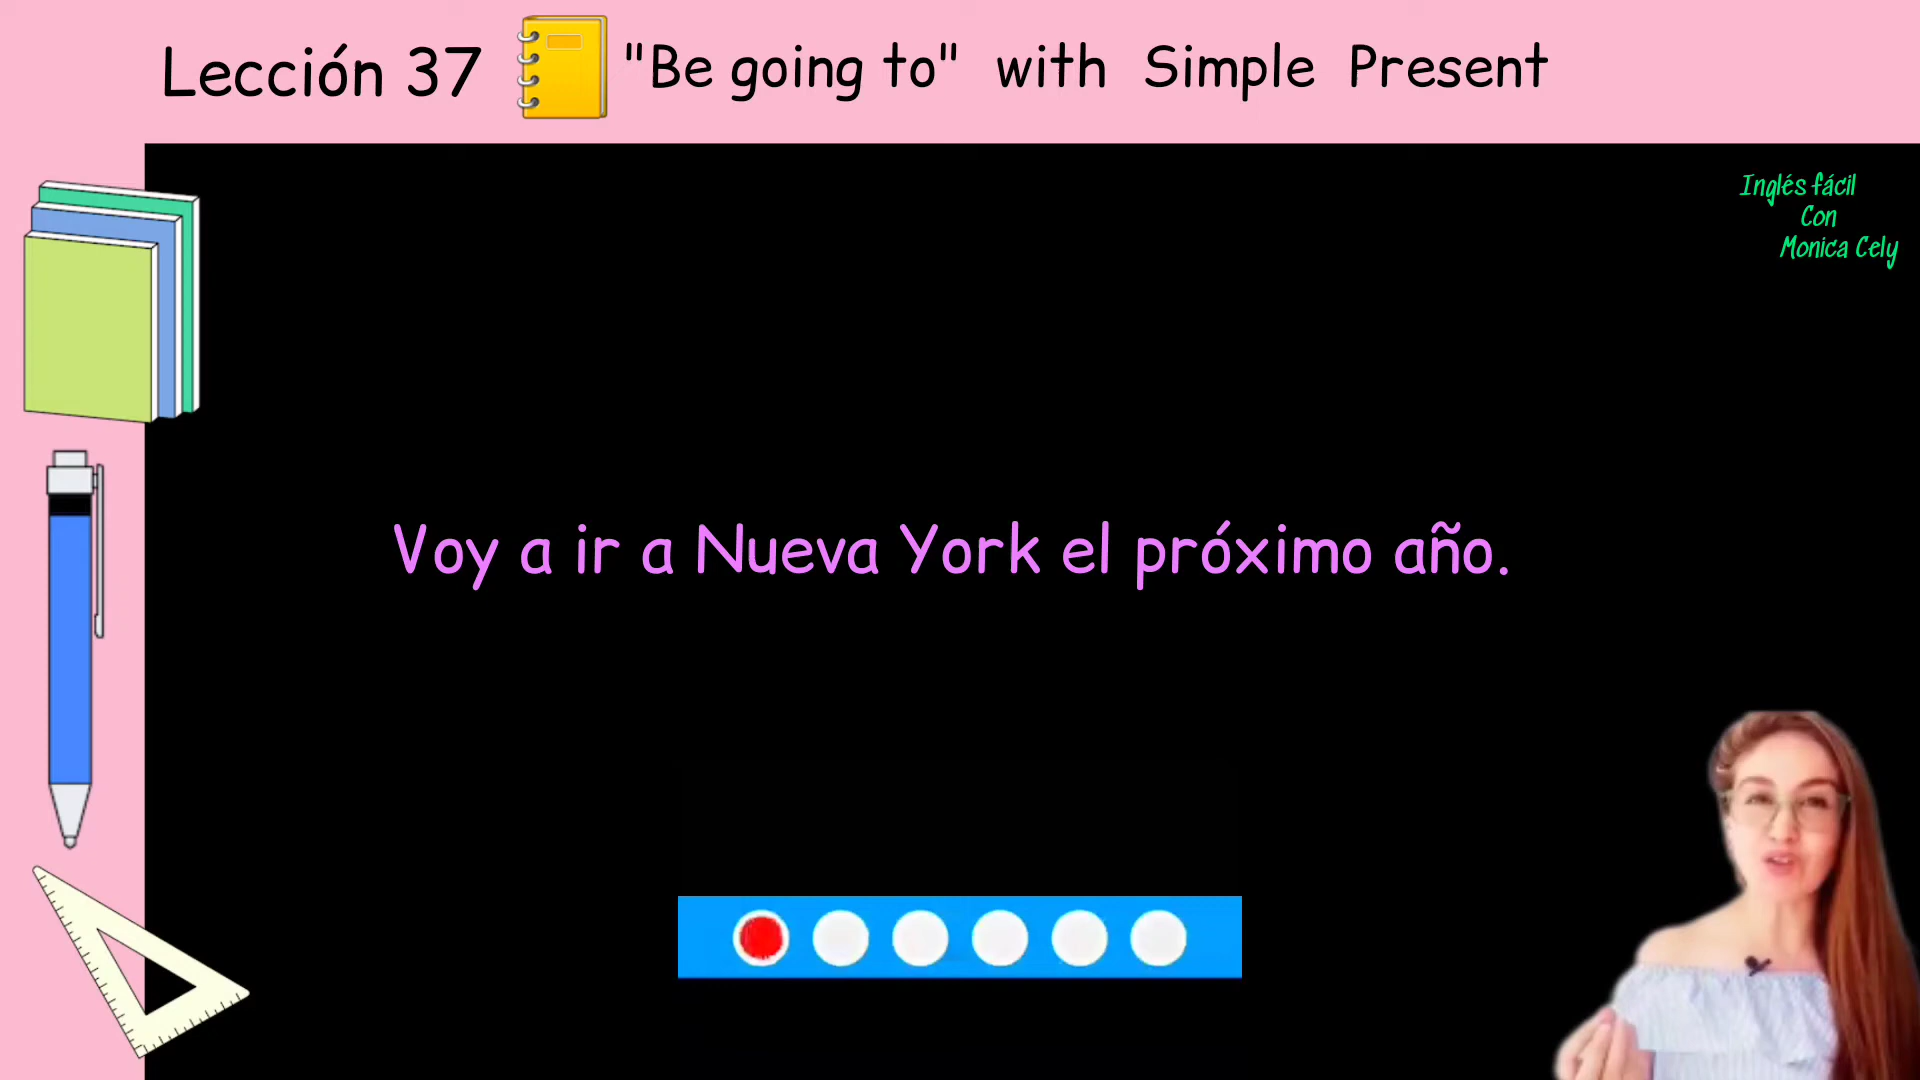 Lección 37 "Be going to" with Simple Present
Inglés fácil
Con
Monica Cely
Voy a ir a Nueva York el próximo año.